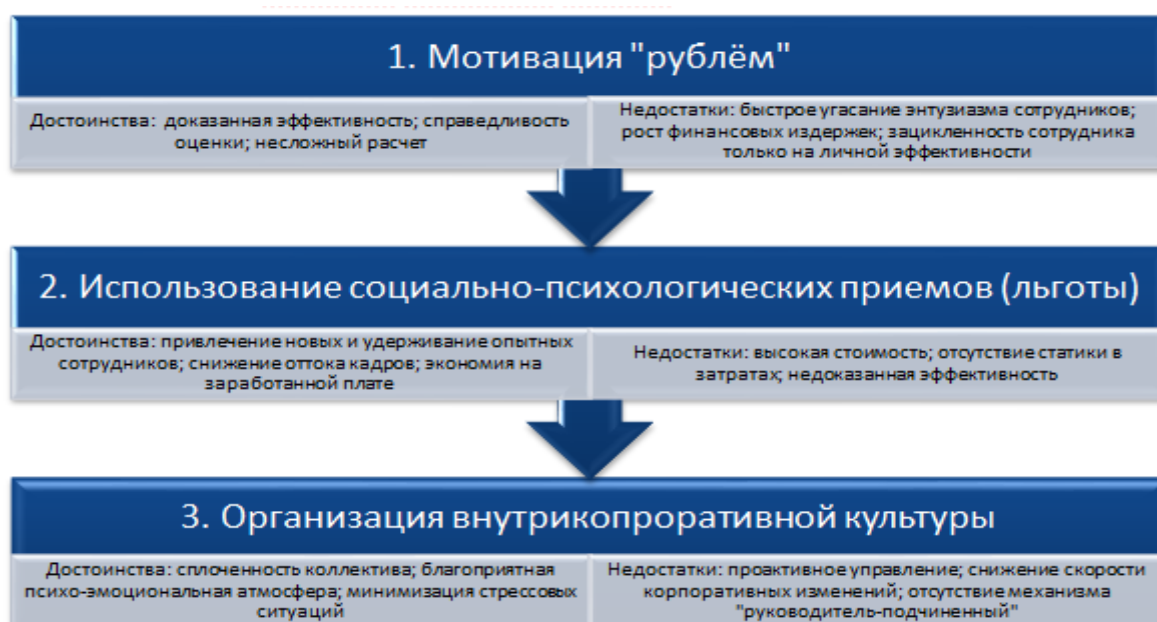 1. Мотивация "рублём"
Достоинства: доказанная эффективность; справедливость
оценки; несложный расчет
Недостатки: быстрое угасание энтузиазма сотрудников;
рост финансовых издержек; зацикленность сотрудника
только на личной эффективности
2. Использование социально-психологических приемов (льготы)
Достоинства: привлечение новых и удерживание опытных
сотрудников; снижение оттока кадров; экономия на
заработанной плате
Недостатки: высокая стоимость; отсутствие статики в
затратах; недоказанная эффективность
3. Организация внутрикопроративной культуры
Достоинства: сплоченность коллектива; благоприятная
психо-эмоциональная атмосфера; минимизация стрессовых
ситуаций
Недостатки: проактивное управление; снижение скорости
корпоративных изменений; отсутствие механизма
"руководитель-подчиненный"